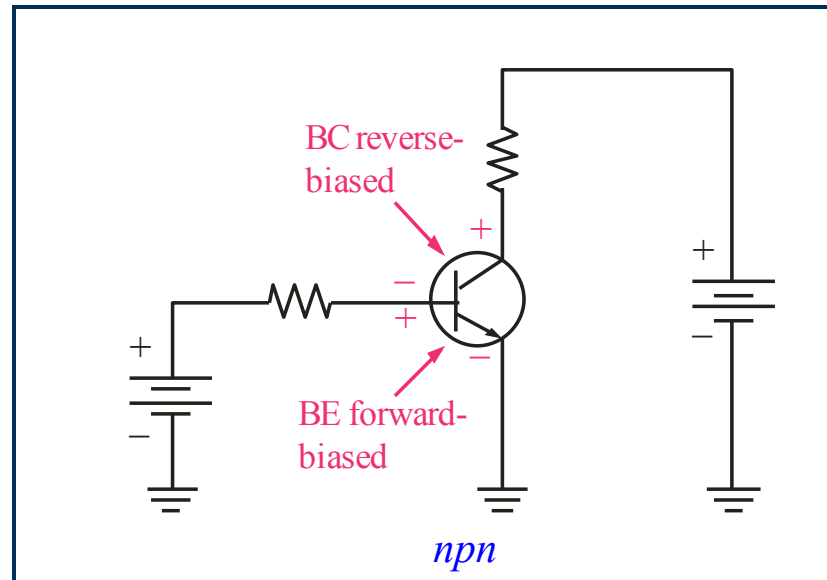 BC reverse-
biased
+
−
+
+
−
+
−
−
BE forward-
biased
npn